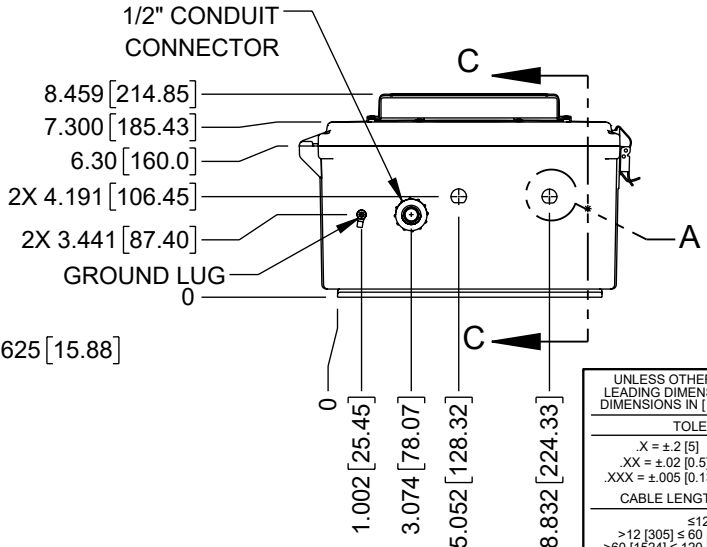 1/2" CONDUIT
CONNECTOR
C
8.459 [214.85]
7.300 [185.43]
6.30 [160.0]
2X 4.191 [106.45]
2X 3.441 [87.40]
A
GROUND LUG
0
C
625 [15.88]
0
1.002 [25.45]
3.074 [78.07]
5.052 [128.32]
8.832 [224.33]
UNLESS OTHER
LEADING DIMENS
DIMENSIONS IN [
TOLE
.X = ±.2 [5]
.XX = ±.02 [0.5]
.XXX = ±.005 [0.13
CABLE LENGT
≤12
>12 [305] ≤ 60